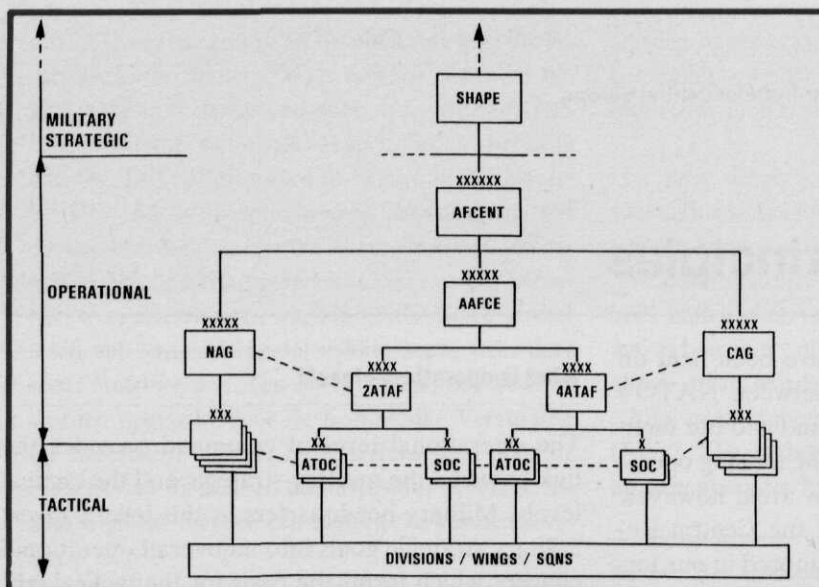 SHAPE
MILITARY
STRATEGIC
XXXXXX
AFCENT
XXXXX
AAFCE
OPERATIONAL
XXXXX
NAG
XXXXX
CAG
XXXX
2ATAF
XXXX
4ATAF
XXX
XXX
XX
ATOC
SOC
XX
ATOC
SOC
TACTICAL
DIVISIONS / WINGS / SQNS